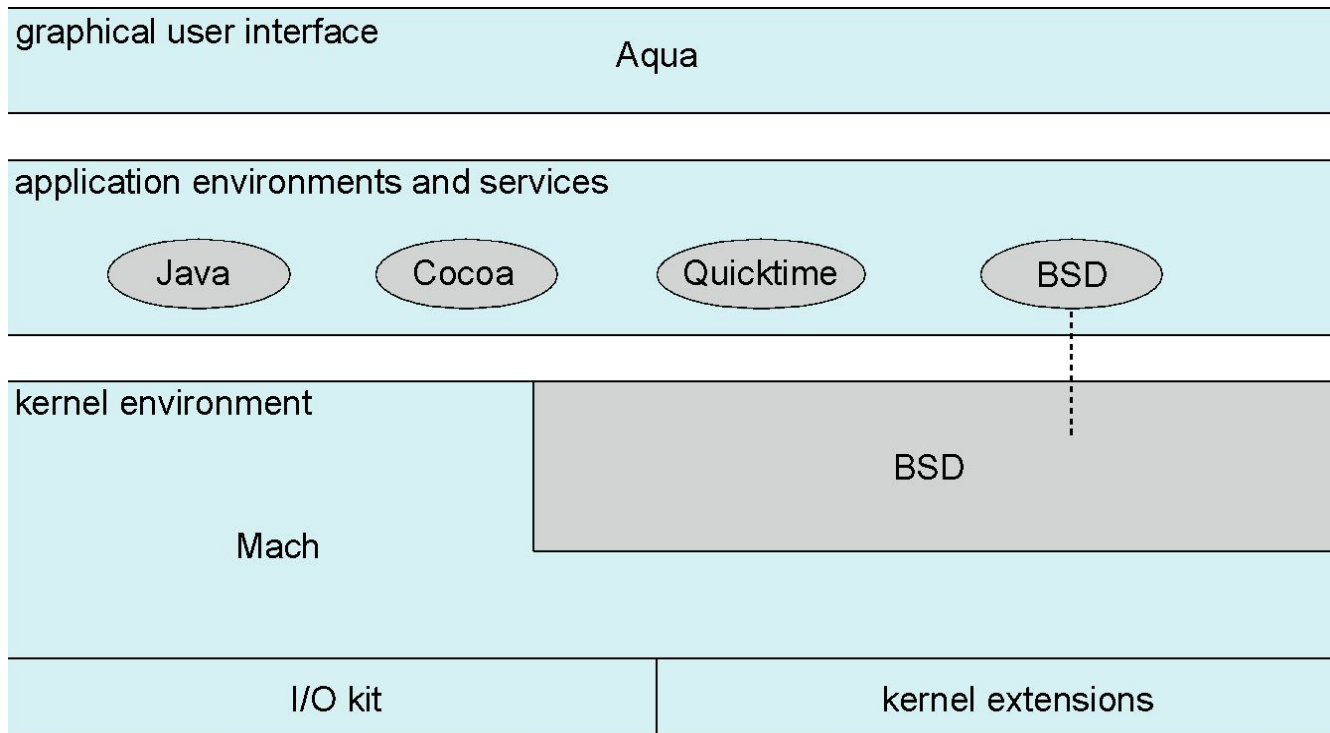 graphical user interface
Aqua
application environments and services
Java
Cocoa
Quicktime
BSD
kernel environment
BSD
Mach
I/O kit
kernel extensions